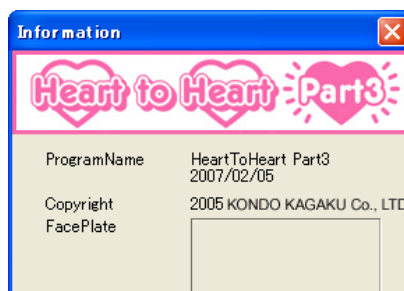 Information
Heart to Heart Part3
ProgramName HeartToHeart Part3
2007/02/05
Copyright 2005 KONDO KAGAKU Co., LTD
FacePlate